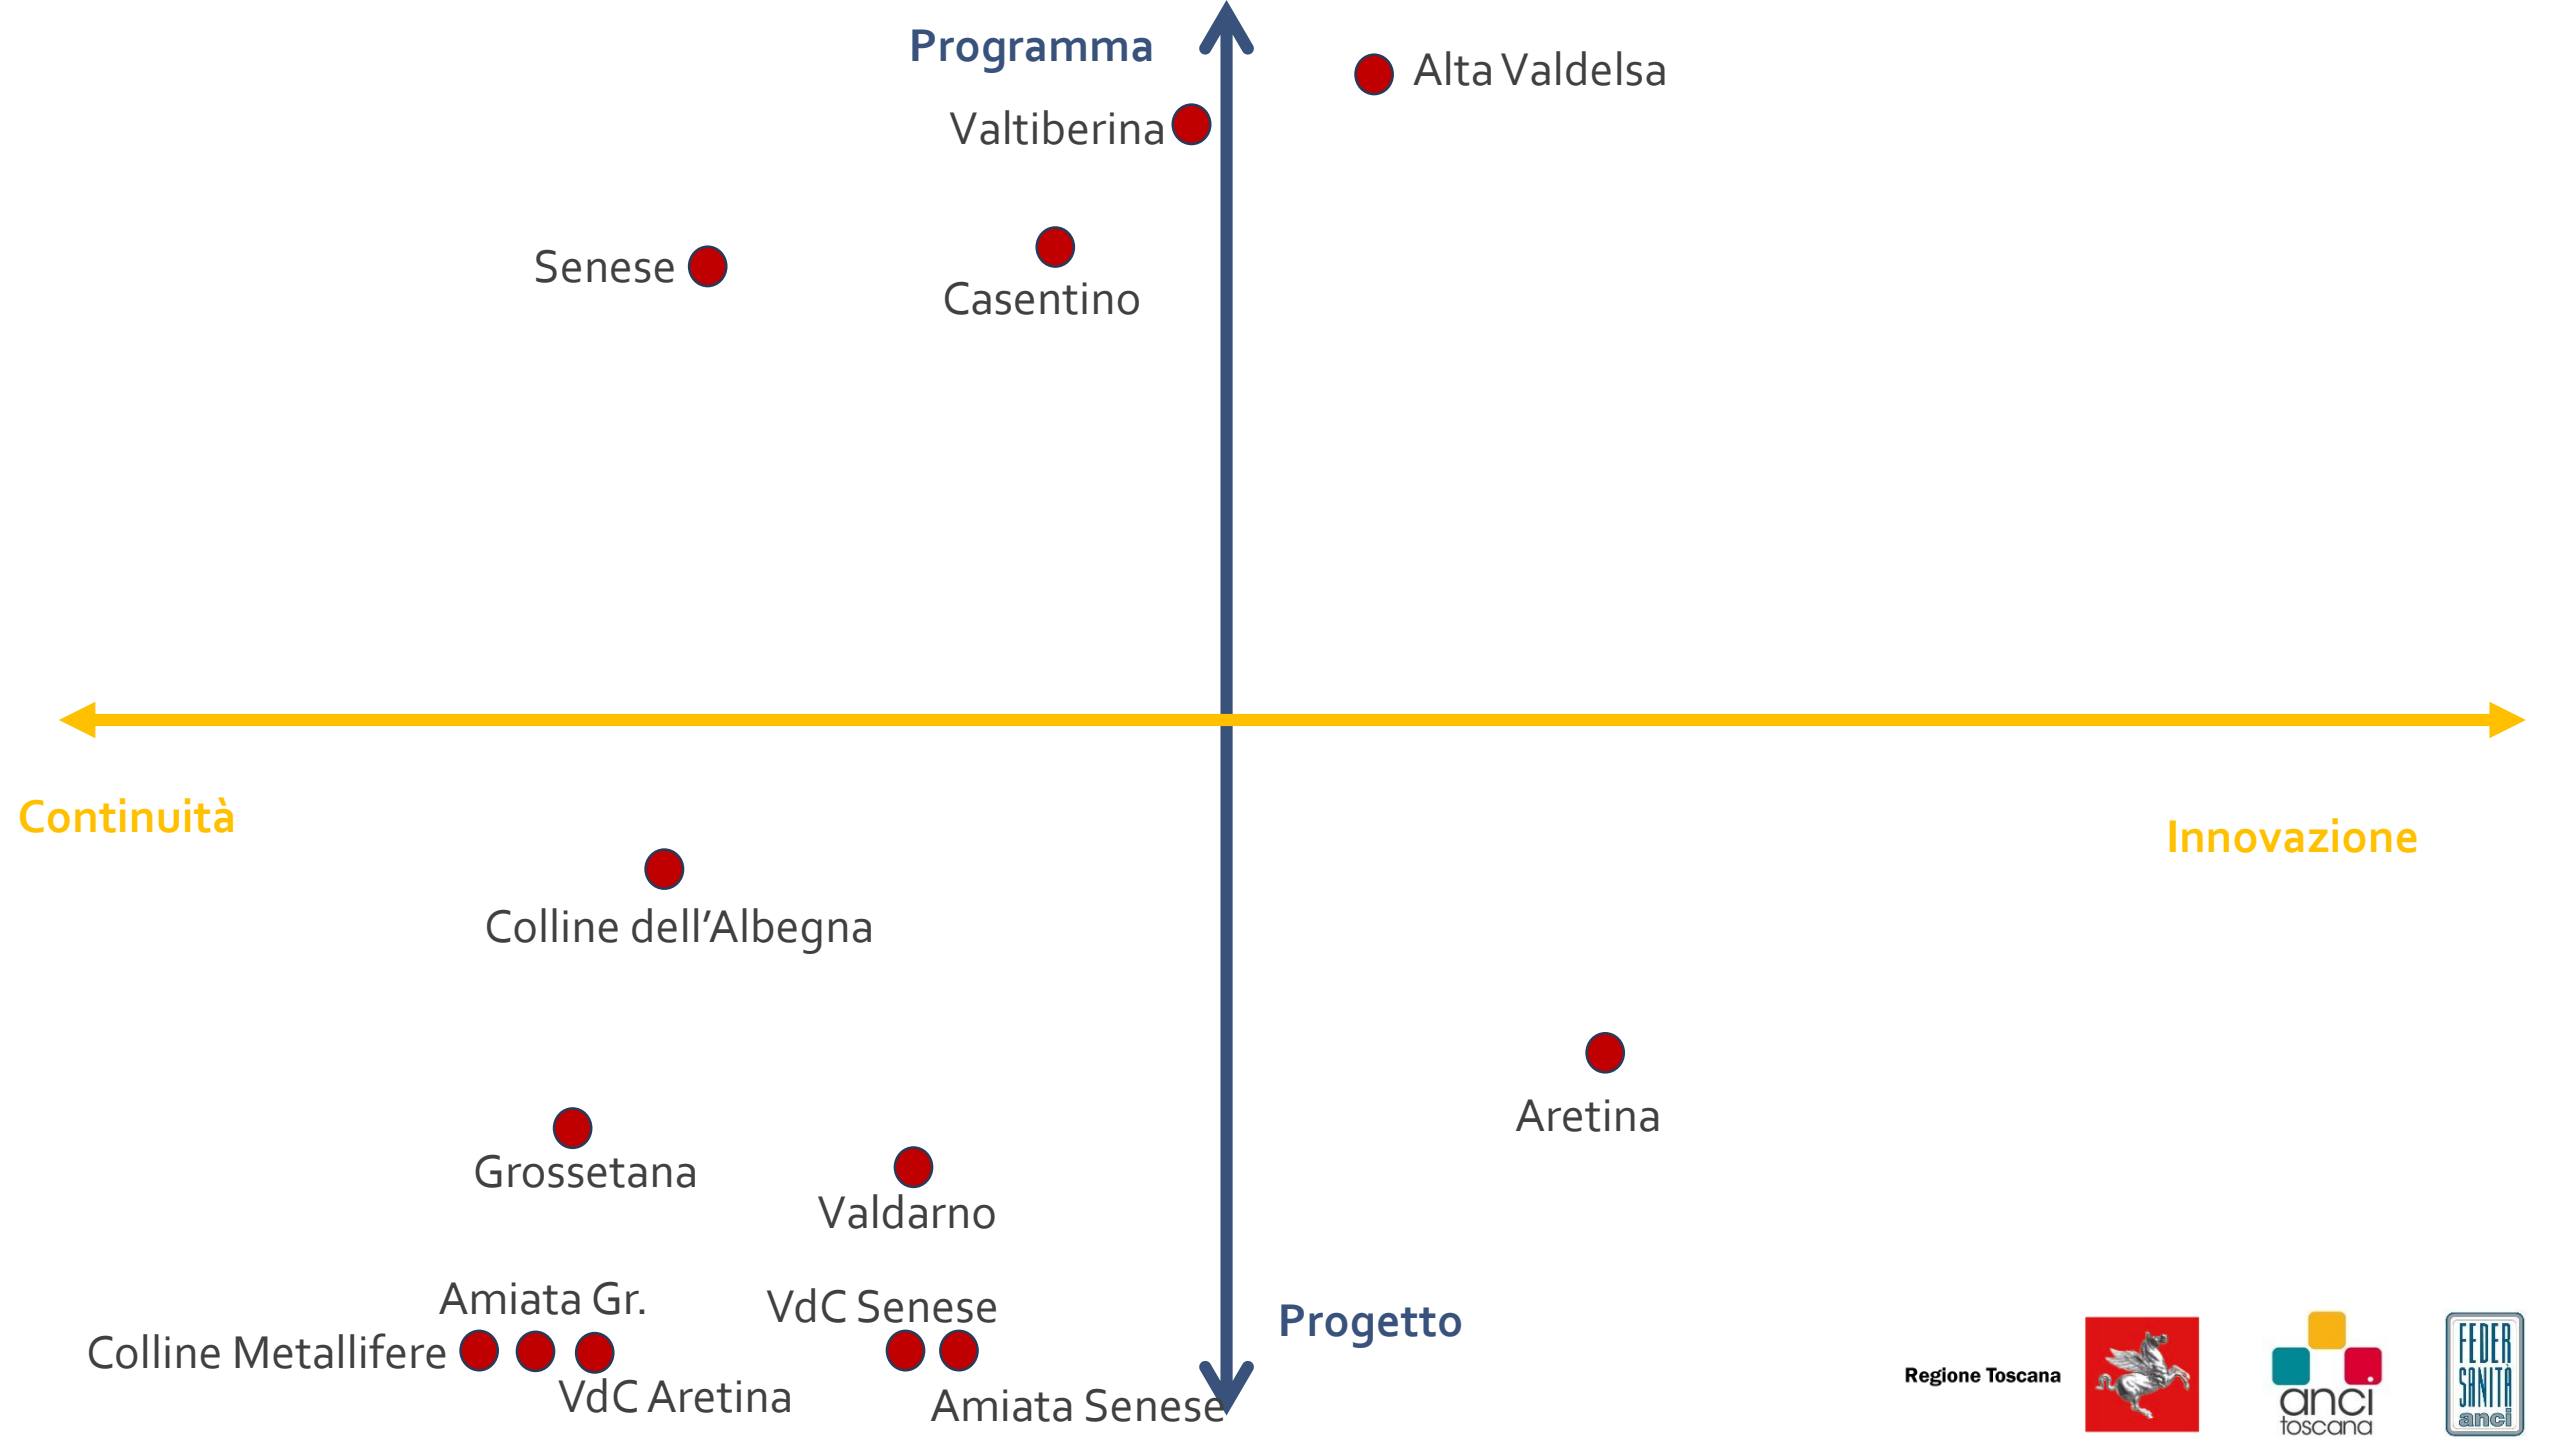 Programma
Alta Valdelsa
Valtiberina
Senese
Casentino
Continuità
Innovazione
Colline dell’Albegna
Aretina
Grossetana
Valdarno
Amiata Gr.
VdC Senese
Progetto
Colline Metallifere
VdC Aretina
Amiata Senese
Regione Toscana
anci
toscana
FEDER
SANITÀ
anci